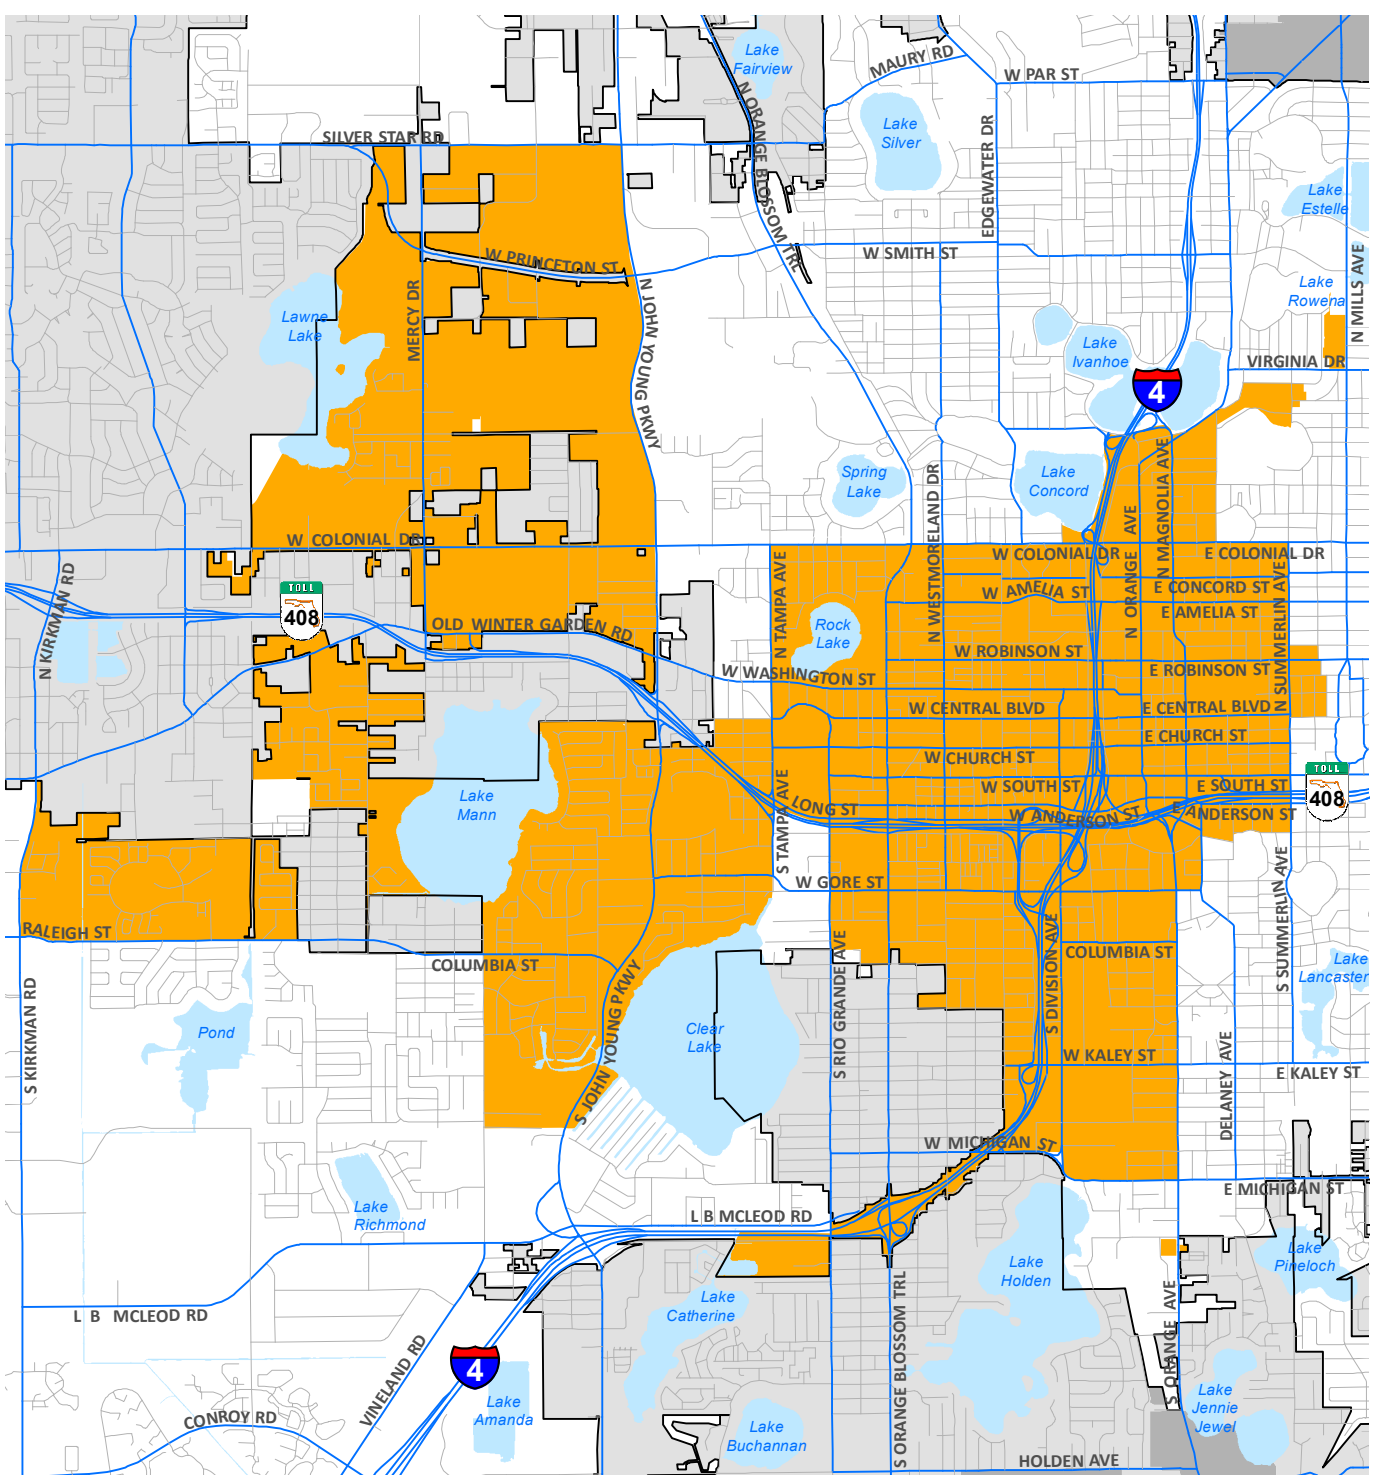 Lake
Fairview
MAURY RD
W PAR ST
N ORANGE BLOSSOM TRL
Lake
Silver
EDGEWATER DR
SILVER STAR RD
Lake
Estelle
W SMITH ST
W PRINCETON ST
N MILLS AVE
Lake
Rowena
N JOHN YOUNG PKWY
MERCY DR
Lawne
Lake
Lake
Ivanhoe
VIRGINIA DR
4
Spring
Lake
Lake
Concord
N WESTMORELAND DR
N MAGNOLIA AVE
N ORANGE AVE
W COLONIAL DR
W COLONIAL DR
E COLONIAL DR
N KIRKMAN RD
TOLL
408
N TAMPA AVE
W AMELIA ST
E CONCORD ST
E AMELIA ST
N SUMMERLIN AVE
OLD WINTER GARDEN RD
Rock
Lake
W ROBINSON ST
E ROBINSON ST
W WASHINGTON ST
W CENTRAL BLVD
E CENTRAL BLVD
E CHURCH ST
W CHURCH ST
TOLL
408
W SOUTH ST
E SOUTH ST
Lake
Mann
S TAMPA AVE
LONG ST
W ANDERSON ST
E ANDERSON ST
W GORE ST
S SUMMERLIN AVE
RALEIGH ST
COLUMBIA ST
COLUMBIA ST
S DIVISION AVE
S RIO GRANDE AVE
Lake
Lancaster
S KIRKMAN RD
Pond
S JOHN YOUNG PKWY
Clear
Lake
W KALEY ST
E KALEY ST
DELANEY AVE
W MICHIGAN ST
E MICHIGAN ST
Lake
Richmond
L B MCLEOD RD
Lake
Holden
Lake
Pineloch
L B MCLEOD RD
Lake
Catherine
S ORANGE BLOSSOM TRL
S ORANGE AVE
VINELAND RD
4
Lake
Amanda
CONROY RD
Lake
Buchannan
Lake
Jennie
Jewel
HOLDEN AVE